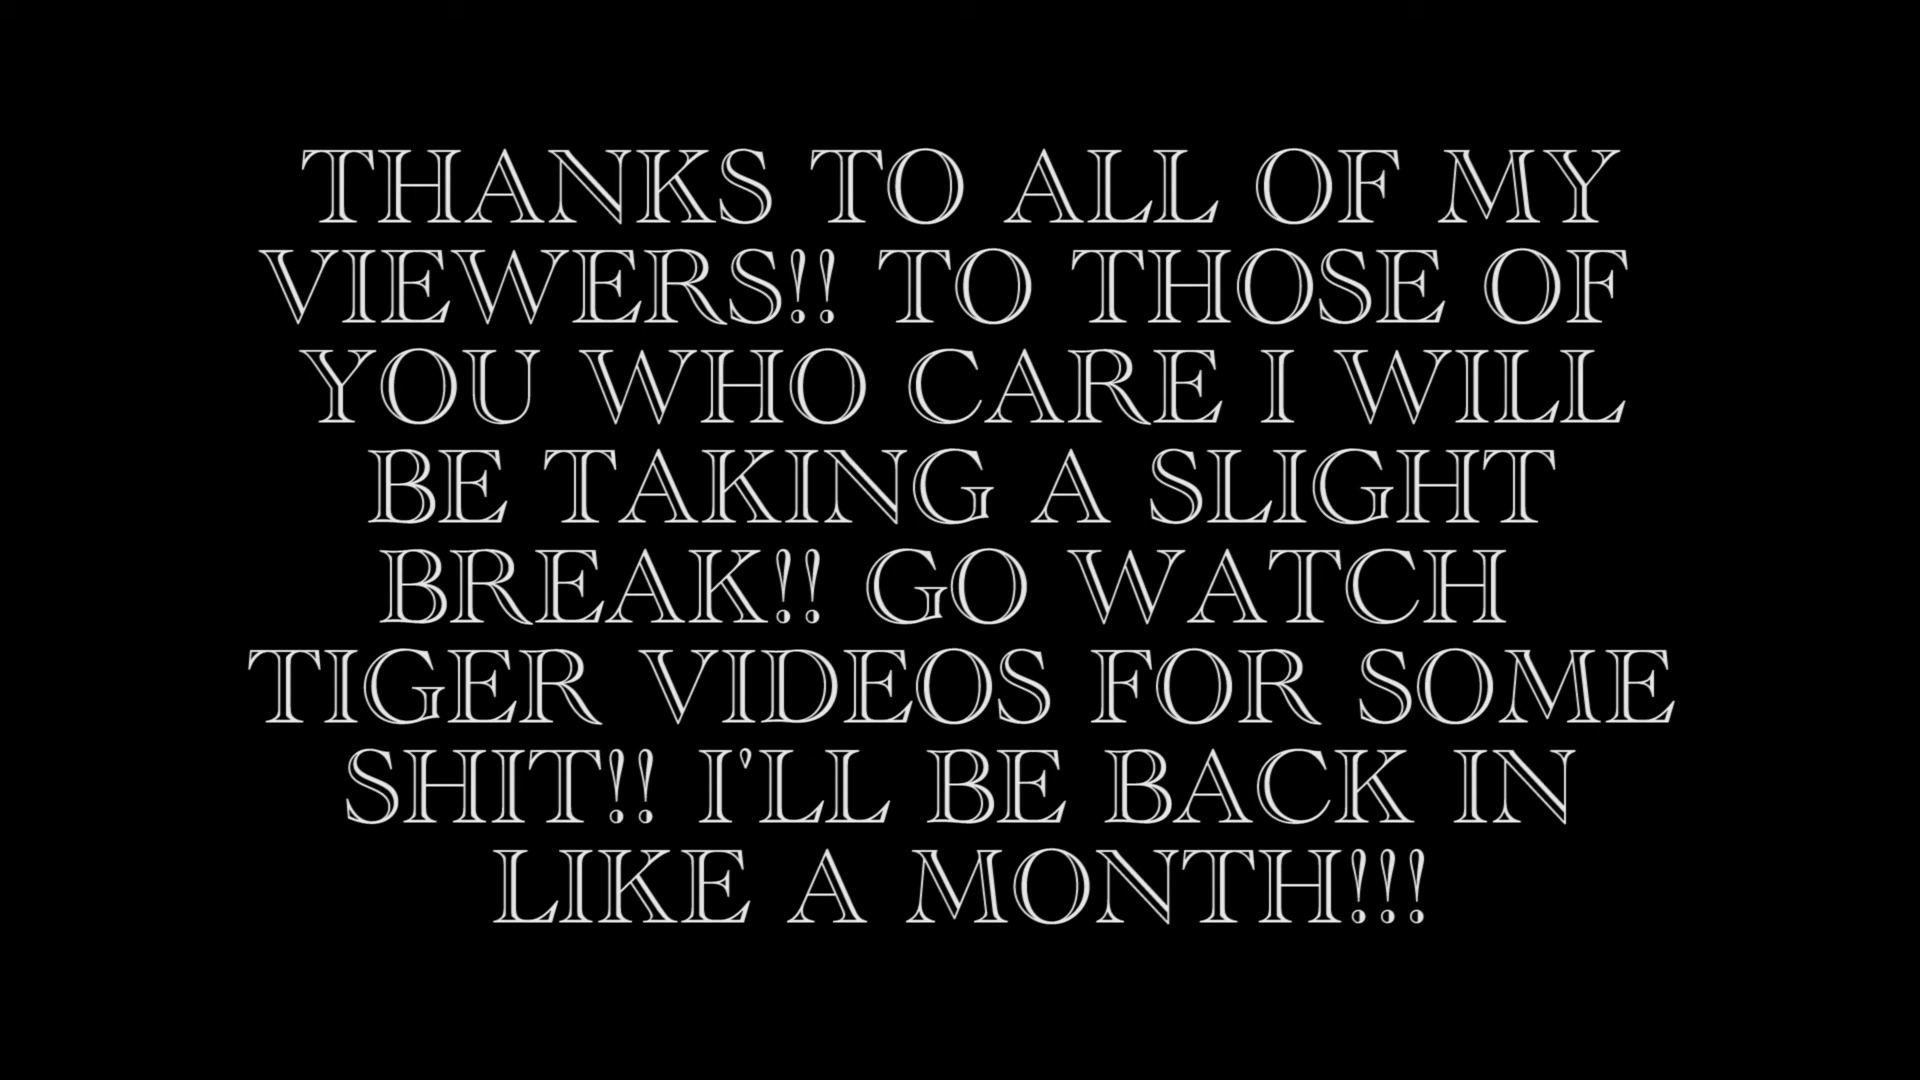 THANKS TO ALL OF MY
VIEWERS!! TO THOSE OF
YOU WHO CARE I WILL
BE TAKING A SLIGHT
BREAK!! GO WATCH
TIGER VIDEOS FOR SOME
SHIT!! I'LL BE BACK IN
LIKE A MONTH!!!